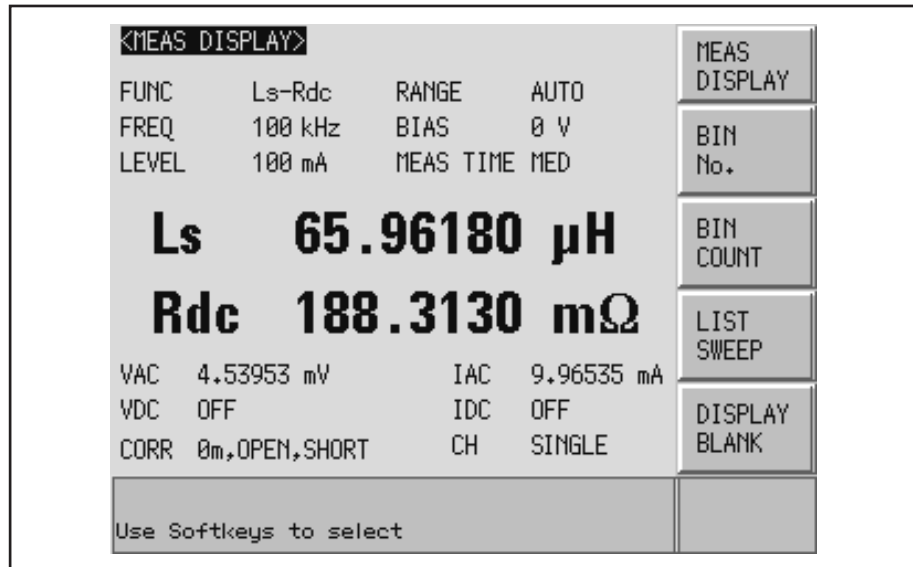 <MEAS DISPLAY>
FUNC Ls-Rdc RANGE AUTO
FREQ 100 kHz BIAS 0 V
LEVEL 100 mA MEAS TIME MED
Ls 65.96180 µH
Rdc 188.3130 mΩ
VAC 4.53953 mV IAC 9.96535 mA
VDC OFF IDC OFF
CORR 0m,OPEN,SHORT CH SINGLE
Use Softkeys to select
MEAS
DISPLAY
BIN
No.
BIN
COUNT
LIST
SWEEP
DISPLAY
BLANK